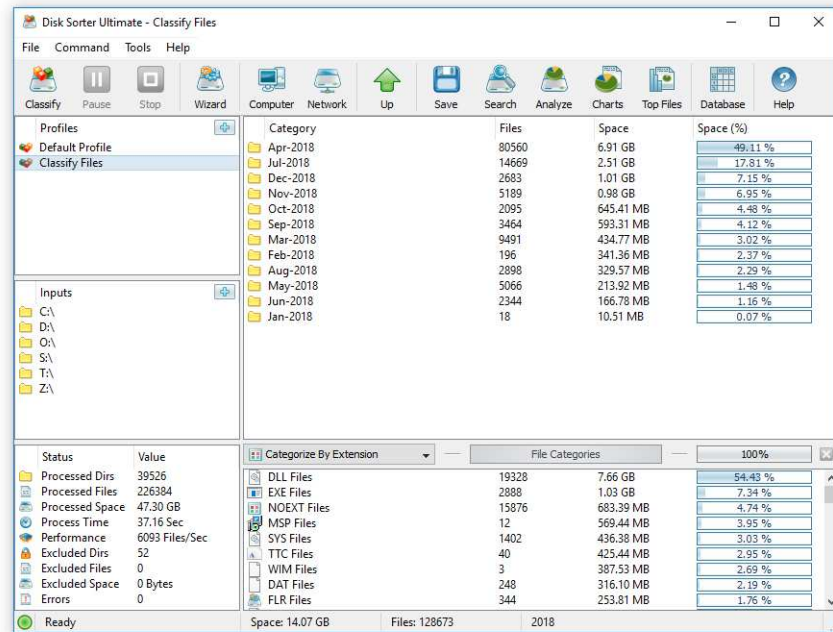 Disk Sorter Ultimate - Classify Files
File Command Tools Help
Classify Pause Stop Wizard Computer Network Up Save Search Analyze Charts Top Files Database Help
Profiles
Default Profile
Classify Files
Inputs
C:\
D:\
O:\
S:\
T:\
Z:\
Status Value
Processed Dirs 39526
Processed Files 226384
Processed Space 47.30 GB
Process Time 37.16 Sec
Performance 6093 Files/Sec
Excluded Dirs 52
Excluded Files 0
Excluded Space 0 Bytes
Errors 0
Category Files Space Space (%)
Apr-2018 80560 6.91 GB 49.11 %
Jul-2018 14669 2.51 GB 17.81 %
Dec-2018 2683 1.01 GB 7.15 %
Nov-2018 5189 0.98 GB 6.95 %
Oct-2018 2095 645.41 MB 4.48 %
Sep-2018 3464 593.31 MB 4.12 %
Mar-2018 9491 434.77 MB 3.02 %
Feb-2018 196 341.36 MB 2.37 %
Aug-2018 2898 329.57 MB 2.29 %
May-2018 5066 213.92 MB 1.48 %
Jun-2018 2344 166.78 MB 1.16 %
Jan-2018 18 10.51 MB 0.07 %
Categorize By Extension File Categories 100%
DLL Files 19328 7.66 GB 54.43 %
EXE Files 2888 1.03 GB 7.34 %
NOEXT Files 15876 683.39 MB 4.74 %
MSP Files 12 569.44 MB 3.95 %
SYS Files 1402 436.38 MB 3.03 %
TTC Files 40 425.44 MB 2.95 %
WIM Files 3 387.53 MB 2.69 %
DAT Files 248 316.10 MB 2.19 %
FLR Files 344 253.81 MB 1.76 %
Ready Space: 14.07 GB Files: 128673 2018